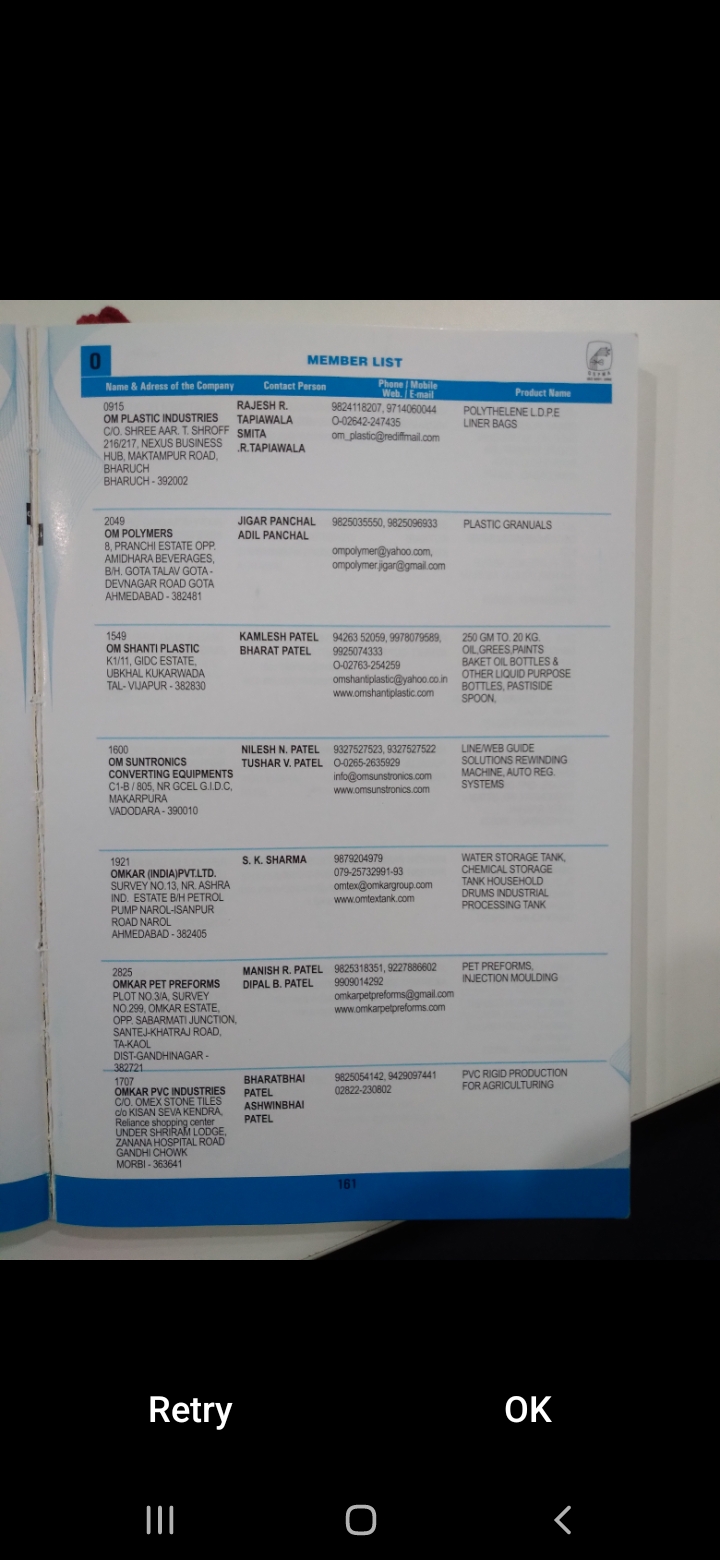 O
MEMBER LIST
Name & Adress of the Company Contact Person Phone / Mobile Web. / E-mail Product Name
0915
OM PLASTIC INDUSTRIES
C/O. SHREE AAR. T. SHROFF
216/217, NEXUS BUSINESS
HUB, MAKTAMPUR ROAD,
BHARUCH
BHARUCH - 392002
RAJESH R.
TAPIAWALA
SMITA
.R.TAPIAWALA
9824118207, 9714060044
O-02642-247435
om_plastic@rediffmail.com
POLYTHELENE L.D.P.E
LINER BAGS
2049
OM POLYMERS
8, PRANCHI ESTATE OPP.
AMIDHARA BEVERAGES,
B/H. GOTA TALAV GOTA -
DEVNAGAR ROAD GOTA
AHMEDABAD - 382481
JIGAR PANCHAL
ADIL PANCHAL
9825035550, 9825096933
ompolymer@yahoo.com,
ompolymer.jigar@gmail.com
PLASTIC GRANUALS
1549
OM SHANTI PLASTIC
K1/11, GIDC ESTATE,
UBKHAL KUKARWADA
TAL- VIJAPUR - 382830
KAMLESH PATEL
BHARAT PATEL
94263 52059, 9978079589,
9925074333
O-02763-254259
omshantiplastic@yahoo.co.in
www.omshantiplastic.com
250 GM TO. 20 KG.
OIL,GREES,PAINTS
BAKET OIL BOTTLES &
OTHER LIQUID PURPOSE
BOTTLES, PASTISIDE
SPOON,
1600
OM SUNTRONICS
CONVERTING EQUIPMENTS
C1-B / 805, NR GCEL G.I.D.C,
MAKARPURA
VADODARA - 390010
NILESH N. PATEL
TUSHAR V. PATEL
9327527523, 9327527522
O-0265-2635929
info@omsunstronics.com
www.omsunstronics.com
LINE/WEB GUIDE
SOLUTIONS REWINDING
MACHINE, AUTO REG.
SYSTEMS
1921
OMKAR (INDIA)PVT.LTD.
SURVEY NO.13, NR. ASHRA
IND. ESTATE B/H PETROL
PUMP NAROL-ISANPUR
ROAD NAROL
AHMEDABAD - 382405
S. K. SHARMA
9879204979
079-25732991-93
omtex@omkargroup.com
www.omtextank.com
WATER STORAGE TANK,
CHEMICAL STORAGE
TANK HOUSEHOLD
DRUMS INDUSTRIAL
PROCESSING TANK
2825
OMKAR PET PREFORMS
PLOT NO.3/A, SURVEY
NO.299, OMKAR ESTATE,
OPP. SABARMATI JUNCTION,
SANTEJ-KHATRAJ ROAD,
TA-KAOL
DIST-GANDHINAGAR -
382721
MANISH R. PATEL
DIPAL B. PATEL
9825318351, 9227886602
9909014292
omkarpetpreforms@gmail.com
www.omkarpetpreforms.com
PET PREFORMS,
INJECTION MOULDING
1707
OMKAR PVC INDUSTRIES
C/O. OMEX STONE TILES
c/o KISAN SEVA KENDRA,
Reliance shopping center
UNDER SHRIRAM LODGE,
ZANANA HOSPITAL ROAD
GANDHI CHOWK
MORBI - 363641
BHARATBHAI
PATEL
ASHWINBHAI
PATEL
9825054142, 9429097441
02822-230802
PVC RIGID PRODUCTION
FOR AGRICULTURING
161
Retry OK